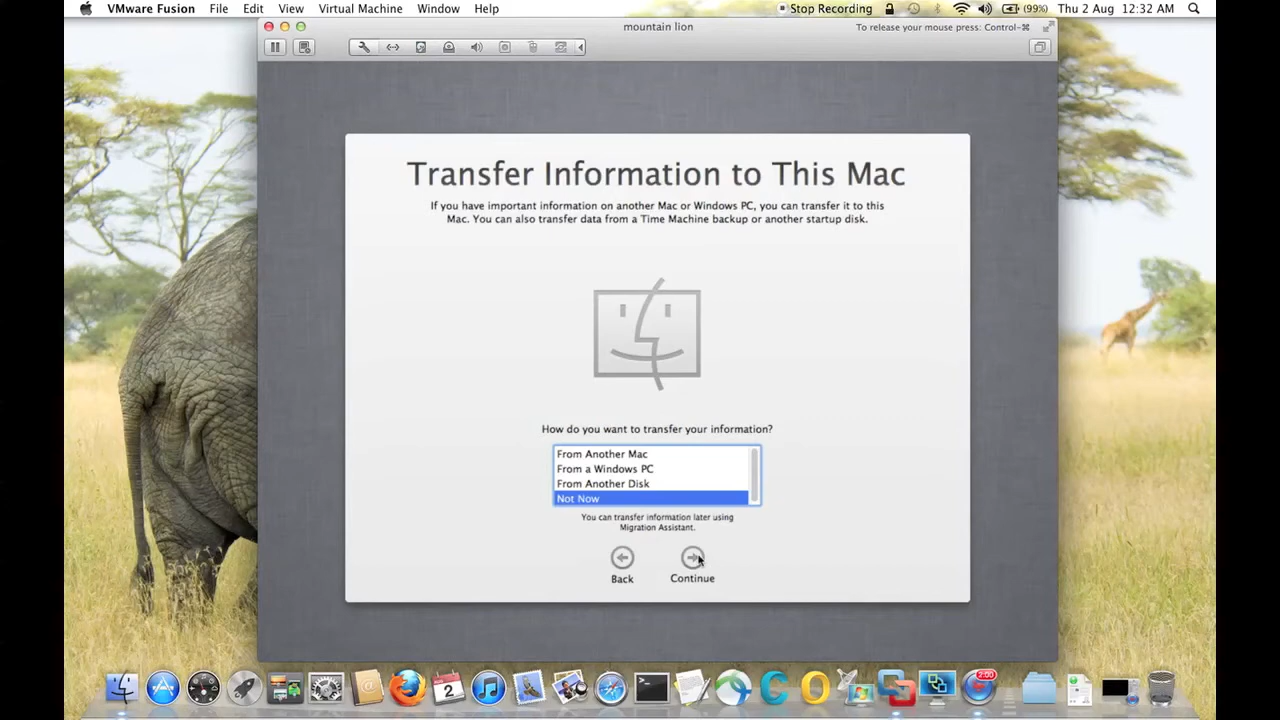 VMware Fusion File Edit View Virtual Machine Window Help Stop Recording (99%) Thu 2 Aug 12:32 AM
mountain lion To release your mouse press: Control-⌘
Transfer Information to This Mac
If you have important information on another Mac or Windows PC, you can transfer it to this
Mac. You can also transfer data from a Time Machine backup or another startup disk.
How do you want to transfer your information?
From Another Mac
From a Windows PC
From Another Disk
Not Now
You can transfer information later using
Migration Assistant.
Back Continue
2
2:00